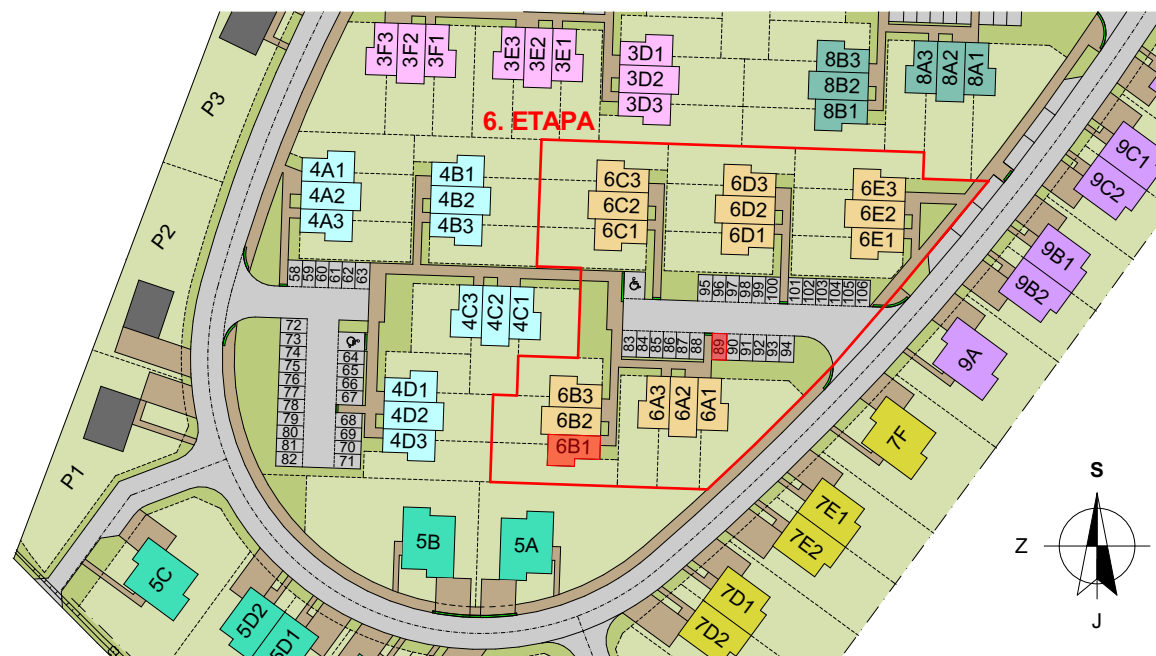 3F3
3F2
3F1
3E3
3E2
3E1
3D1
3D2
3D3
8B3
8B2
8B1
8A3
8A2
8A1
P3
6. ETAPA
9C1
9C2
4A1
4A2
4A3
4B1
4B2
4B3
6C3
6C2
6C1
6D3
6D2
6D1
6E3
6E2
6E1
P2
9B1
9B2
58
59
60
61
62
63
95
96
97
98
99
100
101
102
103
104
105
106
4C3
4C2
4C1
72
73
74
75
76
77
78
79
80
81
82
64
65
66
67
68
69
70
71
83
84
85
86
87
88
89
90
91
92
93
94
9A
4D1
4D2
4D3
6B3
6B2
6B1
6A3
6A2
6A1
7F
P1
S
Z
J
7E1
7E2
5B
5A
5C
5D2
5D1
7D1
7D2